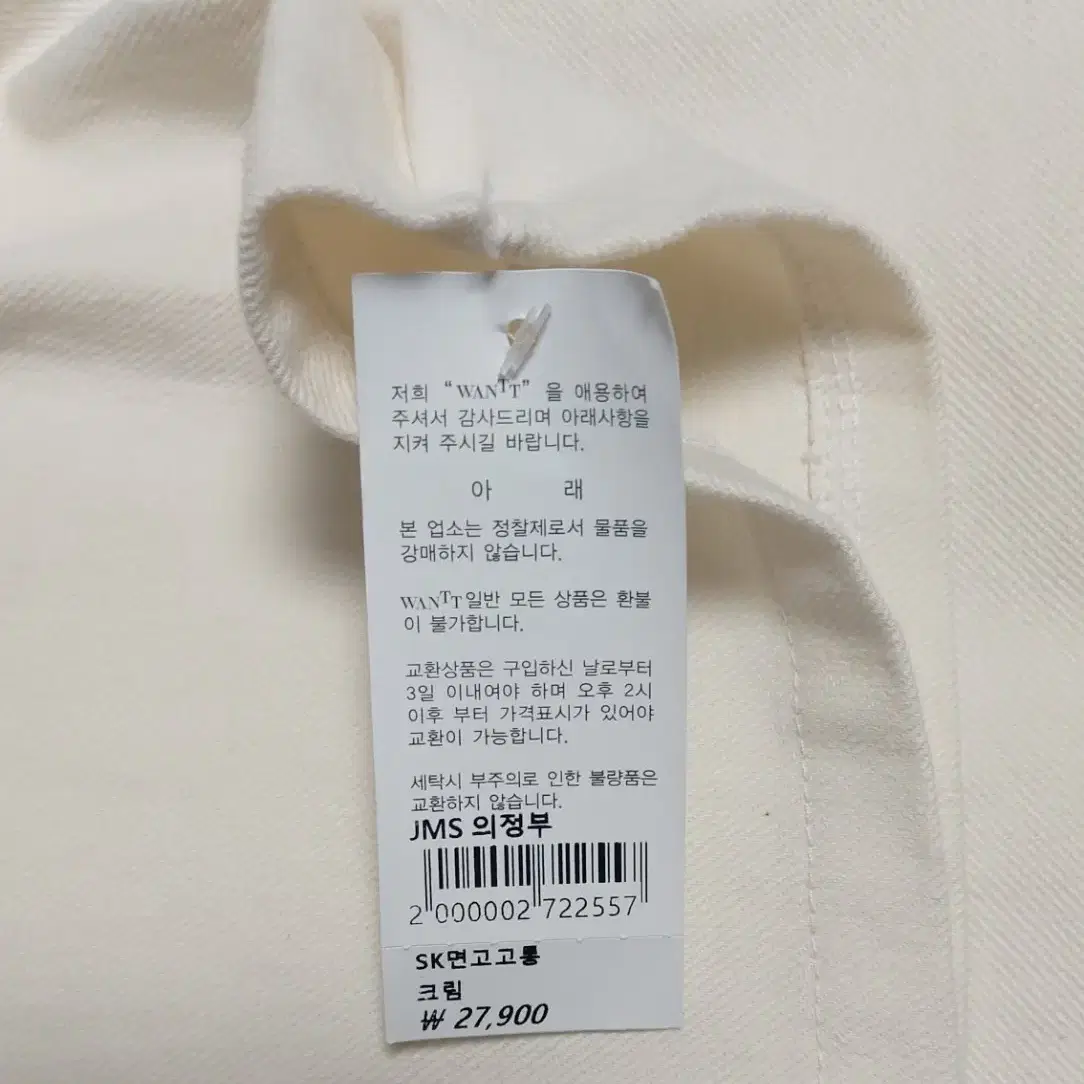 저희 “WANTT” 을 애용하여
주셔서 감사드리며 아래사항을
지켜 주시길 바랍니다.
아 래
본 업소는 정찰제로서 물품을
강매하지 않습니다.
WANTT일반 모든 상품은 환불
이 불가합니다.
교환상품은 구입하신 날로부터
3일 이내여야 하며 오후 2시
이후 부터 가격표시가 있어야
교환이 가능합니다.
세탁시 부주의로 인한 불량품은
교환하지 않습니다.
JMS 의정부
2 000002 722557
SK면고고통
크림
₩ 27,900